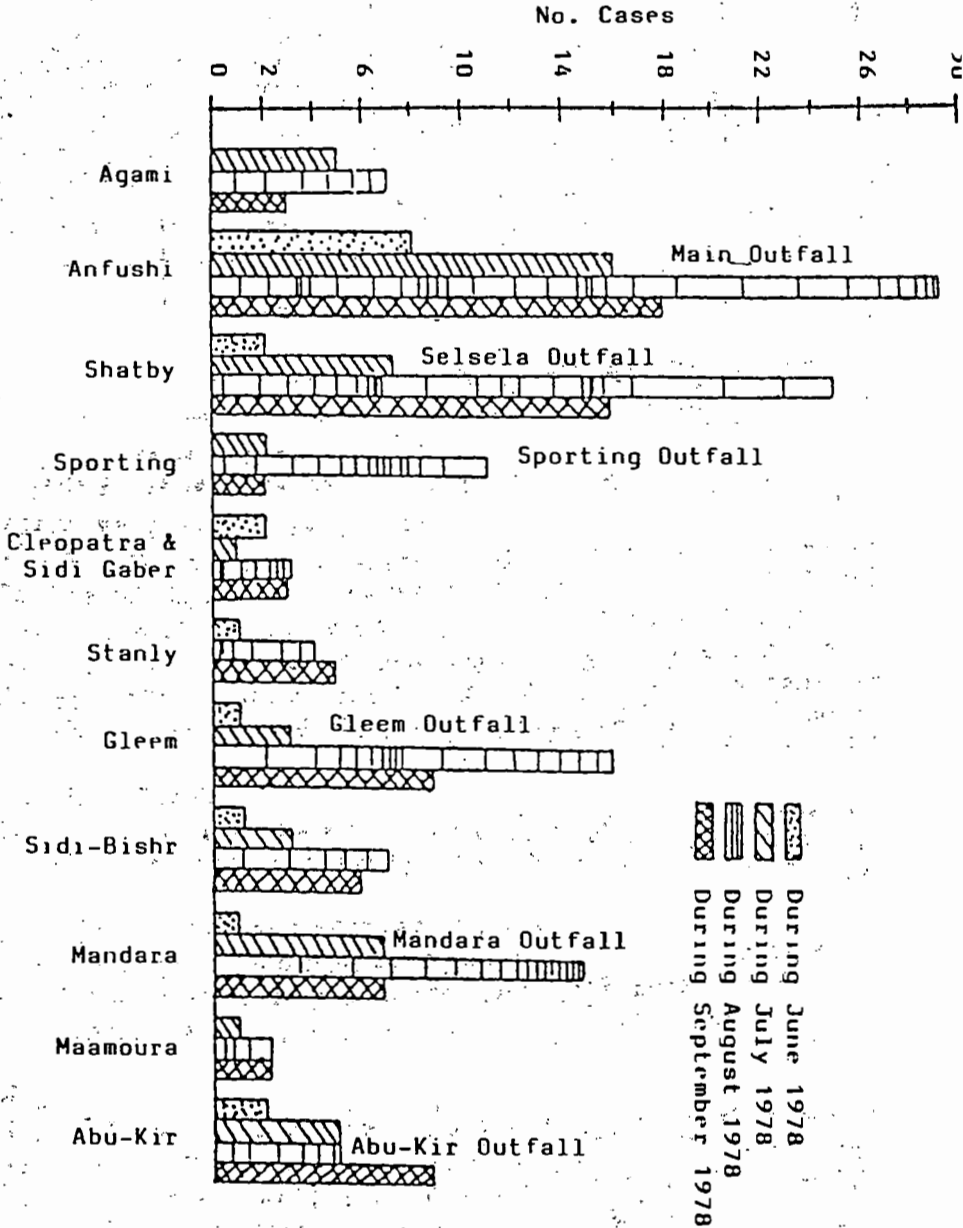 No. Cases
0 2 6 10 14 18 22 26
Agami
Anfushi
Main Outfall
Shatby
Selsela Outfall
Sporting
Sporting Outfall
Cleopatra &
Sidi Gaber
Stanly
Gleem
Gleem Outfall
Sidi-Bishr
Mandara
Mandara Outfall
Maamoura
Abu-Kir
Abu-Kir Outfall
During June 1978
During July 1978
During August 1978
During September 1978